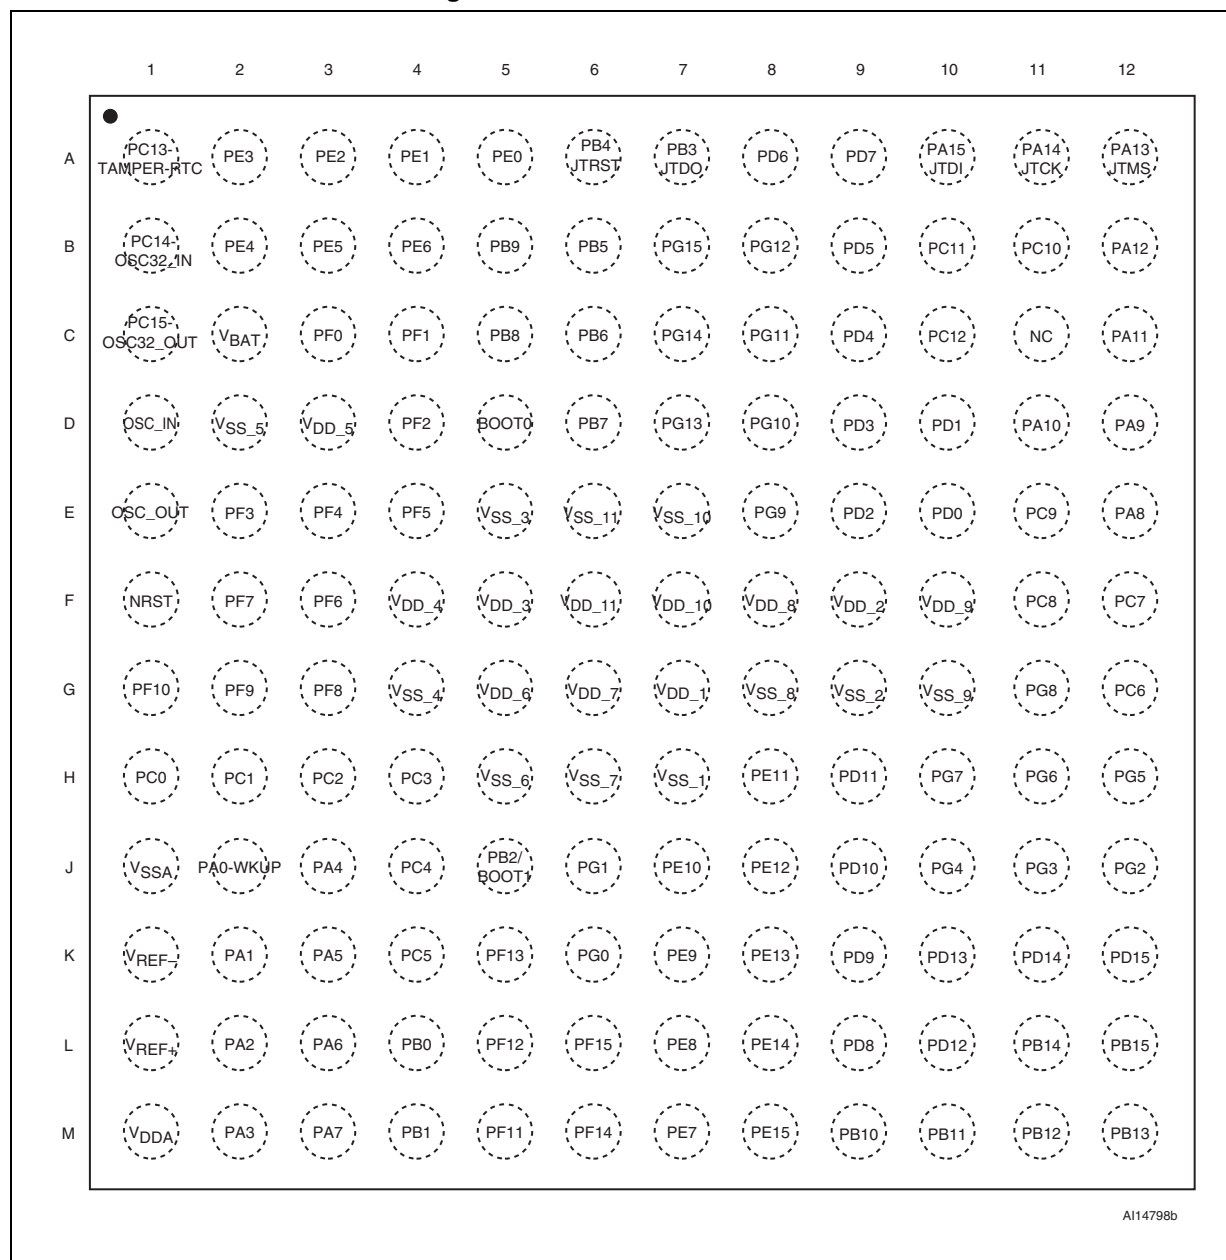 1 2 3 4 5 6 7 8 9 10 11 12
A PC13-TAMPER-RTC PE3 PE2 PE1 PE0 PB4 JTRST PB3 JTDO PD6 PD7 PA15 JTDI PA14 JTCK PA13 JTMS
B PC14-OSC32_IN PE4 PE5 PE6 PB9 PB5 PG15 PG12 PD5 PC11 PC10 PA12
C PC15-OSC32_OUT VBAT PF0 PF1 PB8 PB6 PG14 PG11 PD4 PC12 NC PA11
D OSC_IN VSS_5 VDD_5 PF2 BOOT0 PB7 PG13 PG10 PD3 PD1 PA10 PA9
E OSC_OUT PF3 PF4 PF5 VSS_3 VSS_11 VSS_10 PG9 PD2 PD0 PC9 PA8
F NRST PF7 PF6 VDD_4 VDD_3 VDD_11 VDD_10 VDD_8 VDD_2 VDD_9 PC8 PC7
G PF10 PF9 PF8 VSS_4 VDD_6 VDD_7 VDD_1 VSS_8 VSS_2 VSS_9 PG8 PC6
H PC0 PC1 PC2 PC3 VSS_6 VSS_7 VSS_1 PE11 PD11 PG7 PG6 PG5
J VSSA PA0-WKUP PA4 PC4 PB2/BOOT1 PG1 PE10 PE12 PD10 PG4 PG3 PG2
K VREF– PA1 PA5 PC5 PF13 PG0 PE9 PE13 PD9 PD13 PD14 PD15
L VREF+ PA2 PA6 PB0 PF12 PF15 PE8 PE14 PD8 PD12 PB14 PB15
M VDDA PA3 PA7 PB1 PF11 PF14 PE7 PE15 PB10 PB11 PB12 PB13
AI14798b